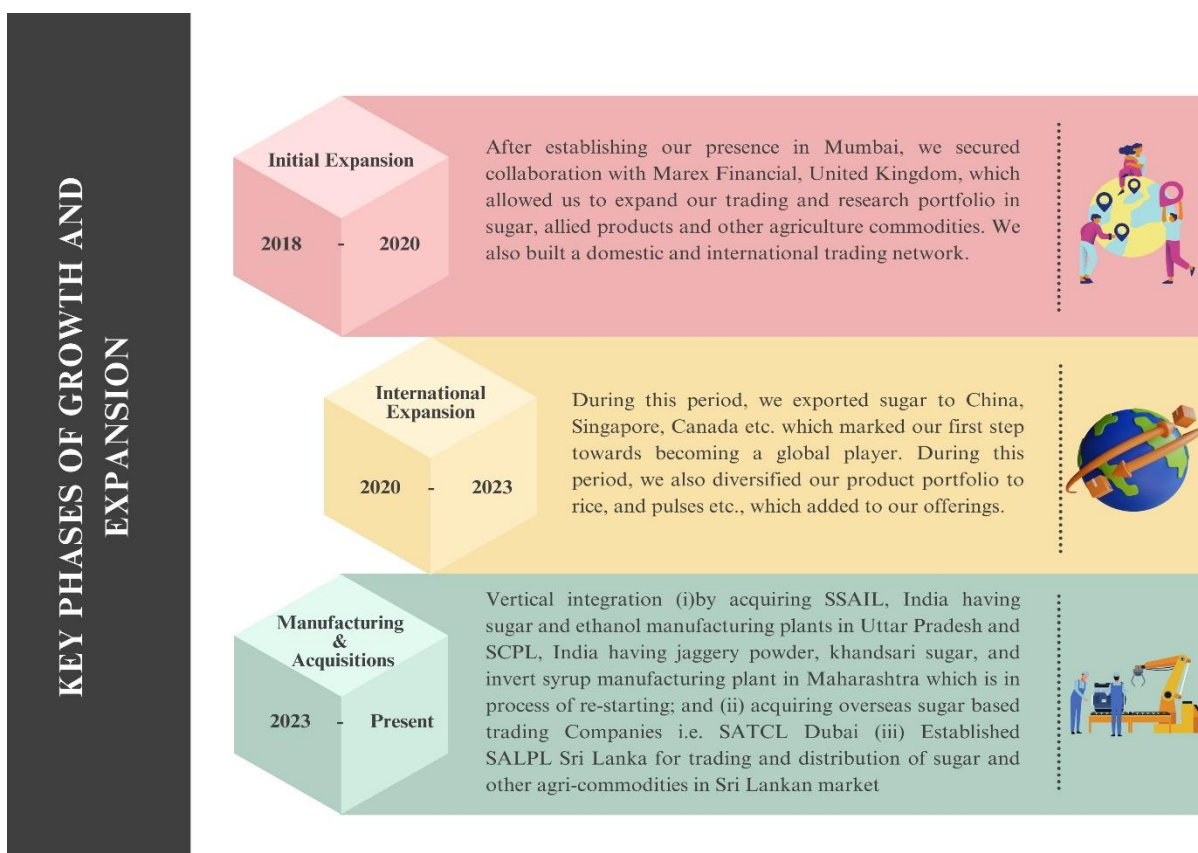 KEY PHASES OF GROWTH AND
EXPANSION
Initial Expansion
2018 - 2020
After establishing our presence in Mumbai, we secured
collaboration with Marex Financial, United Kingdom, which
allowed us to expand our trading and research portfolio in
sugar, allied products and other agriculture commodities. We
also built a domestic and international trading network.
International
Expansion
2020 - 2023
During this period, we exported sugar to China,
Singapore, Canada etc. which marked our first step
towards becoming a global player. During this
period, we also diversified our product portfolio to
rice, and pulses etc., which added to our offerings.
Manufacturing
&
Acquisitions
2023 - Present
Vertical integration (i)by acquiring SSAIL, India having
sugar and ethanol manufacturing plants in Uttar Pradesh and
SCPL, India having jaggery powder, khandsari sugar, and
invert syrup manufacturing plant in Maharashtra which is in
process of re-starting; and (ii) acquiring overseas sugar based
trading Companies i.e. SATCL Dubai (iii) Established
SALPL Sri Lanka for trading and distribution of sugar and
other agri-commodities in Sri Lankan market